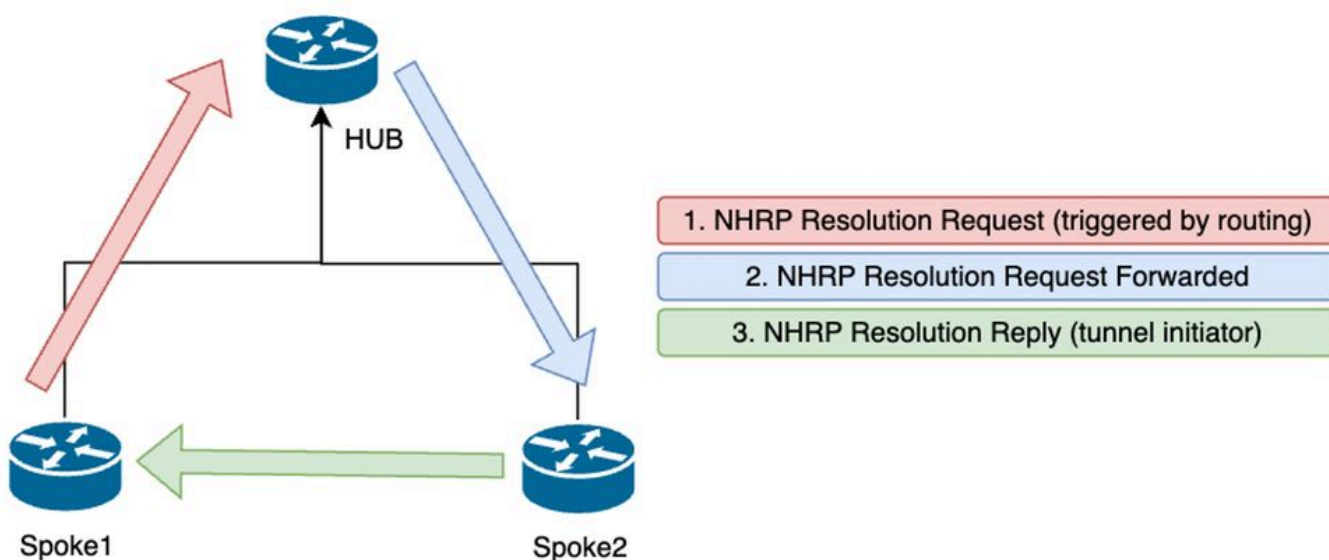 HUB
1. NHRP Resolution Request (triggered by routing)
2. NHRP Resolution Request Forwarded
3. NHRP Resolution Reply (tunnel initiator)
Spoke1
Spoke2